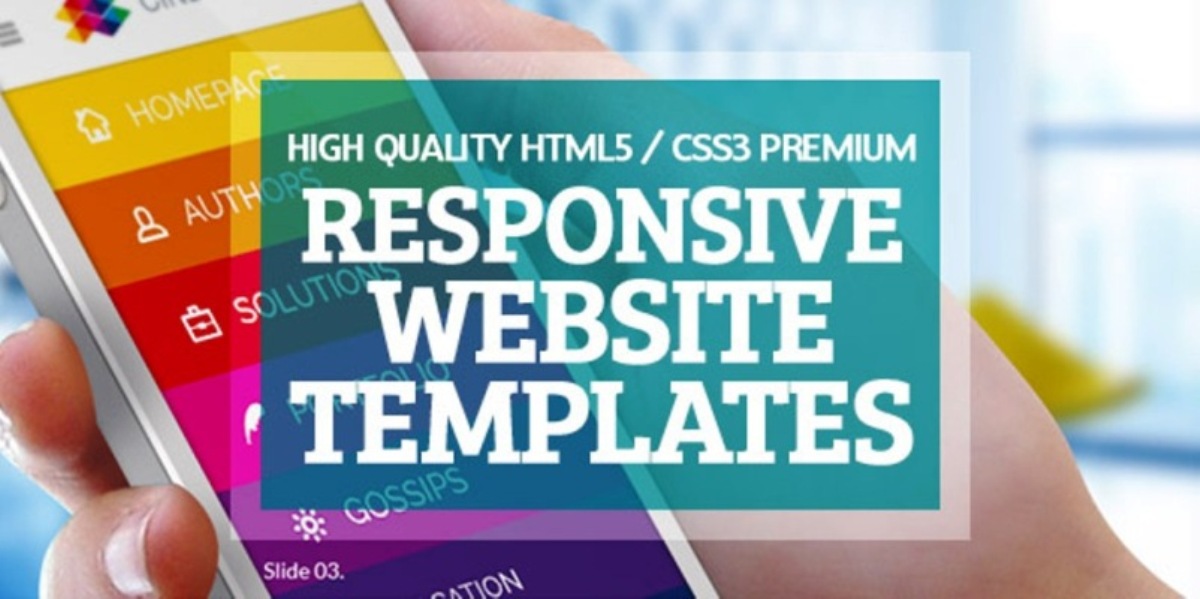 HOMEPAGE
AUTHORS
SOLUTIONS
PORTFOLIO
GOSSIPS
HIGH QUALITY HTML5 / CSS3 PREMIUM
RESPONSIVE
WEBSITE
TEMPLATES
Slide 03.